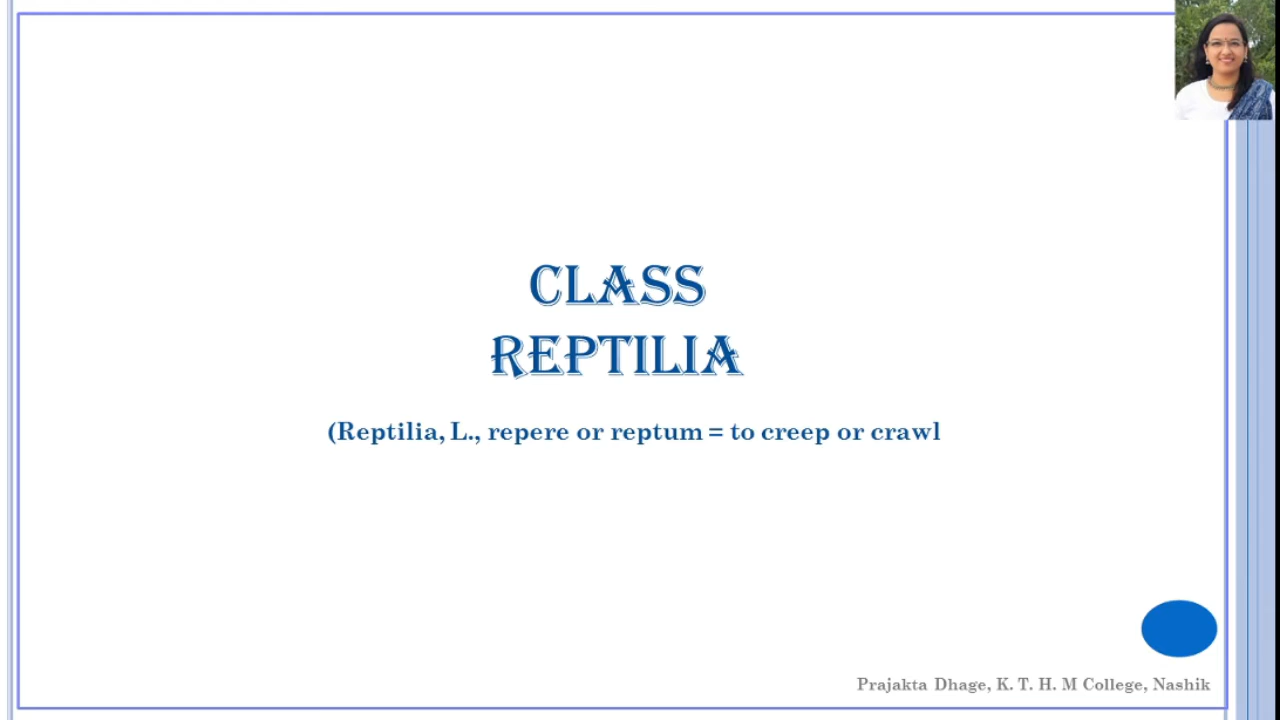 CLASS
REPTILIA
(Reptilia, L., repere or reptum = to creep or crawl
Prajakta Dhage, K. T. H. M College, Nashik